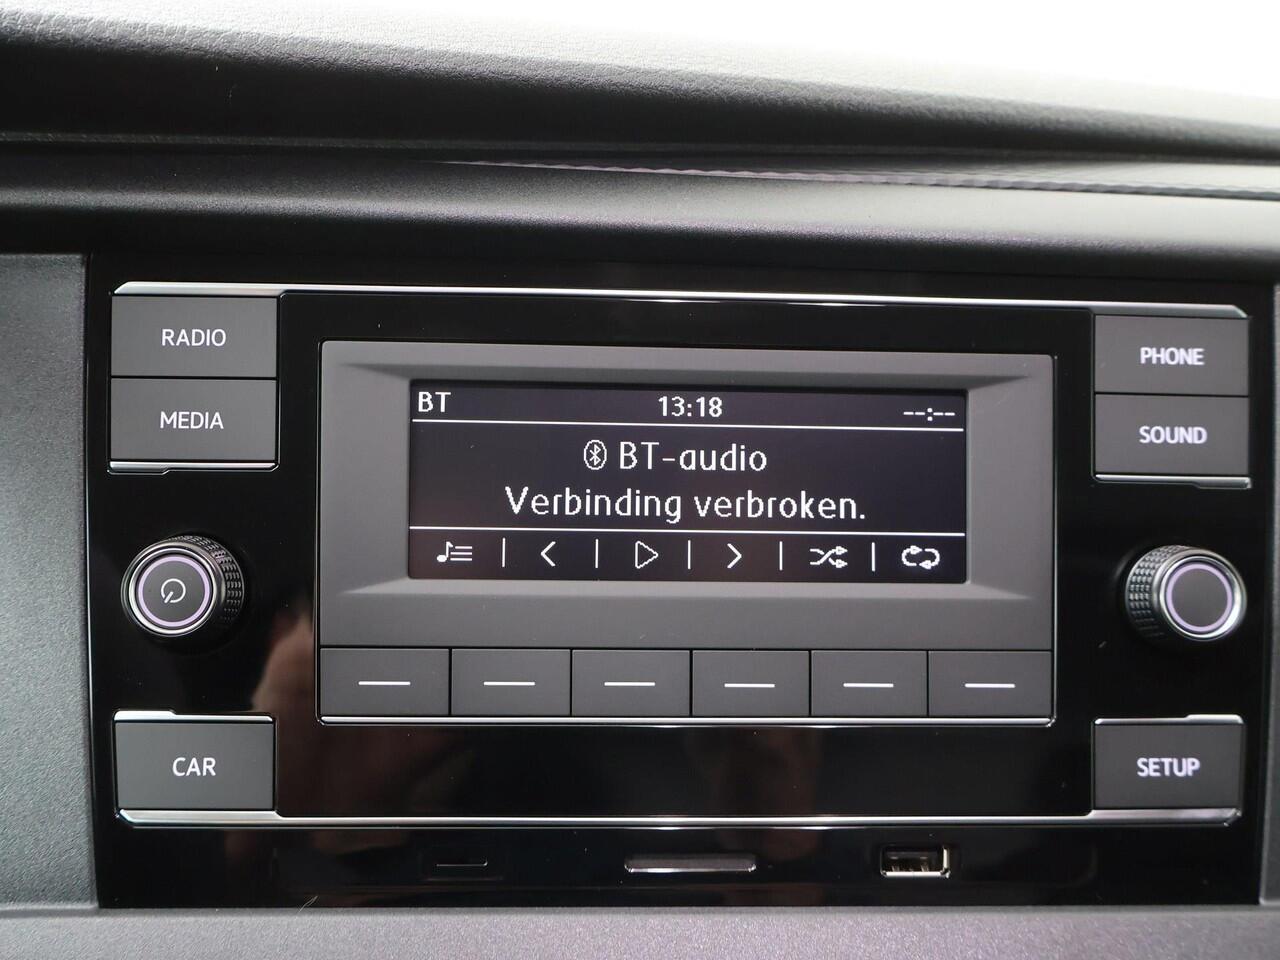 RADIO
MEDIA
BT 13:18 --:--
BT-audio
Verbinding verbroken.
PHONE
SOUND
CAR
SETUP